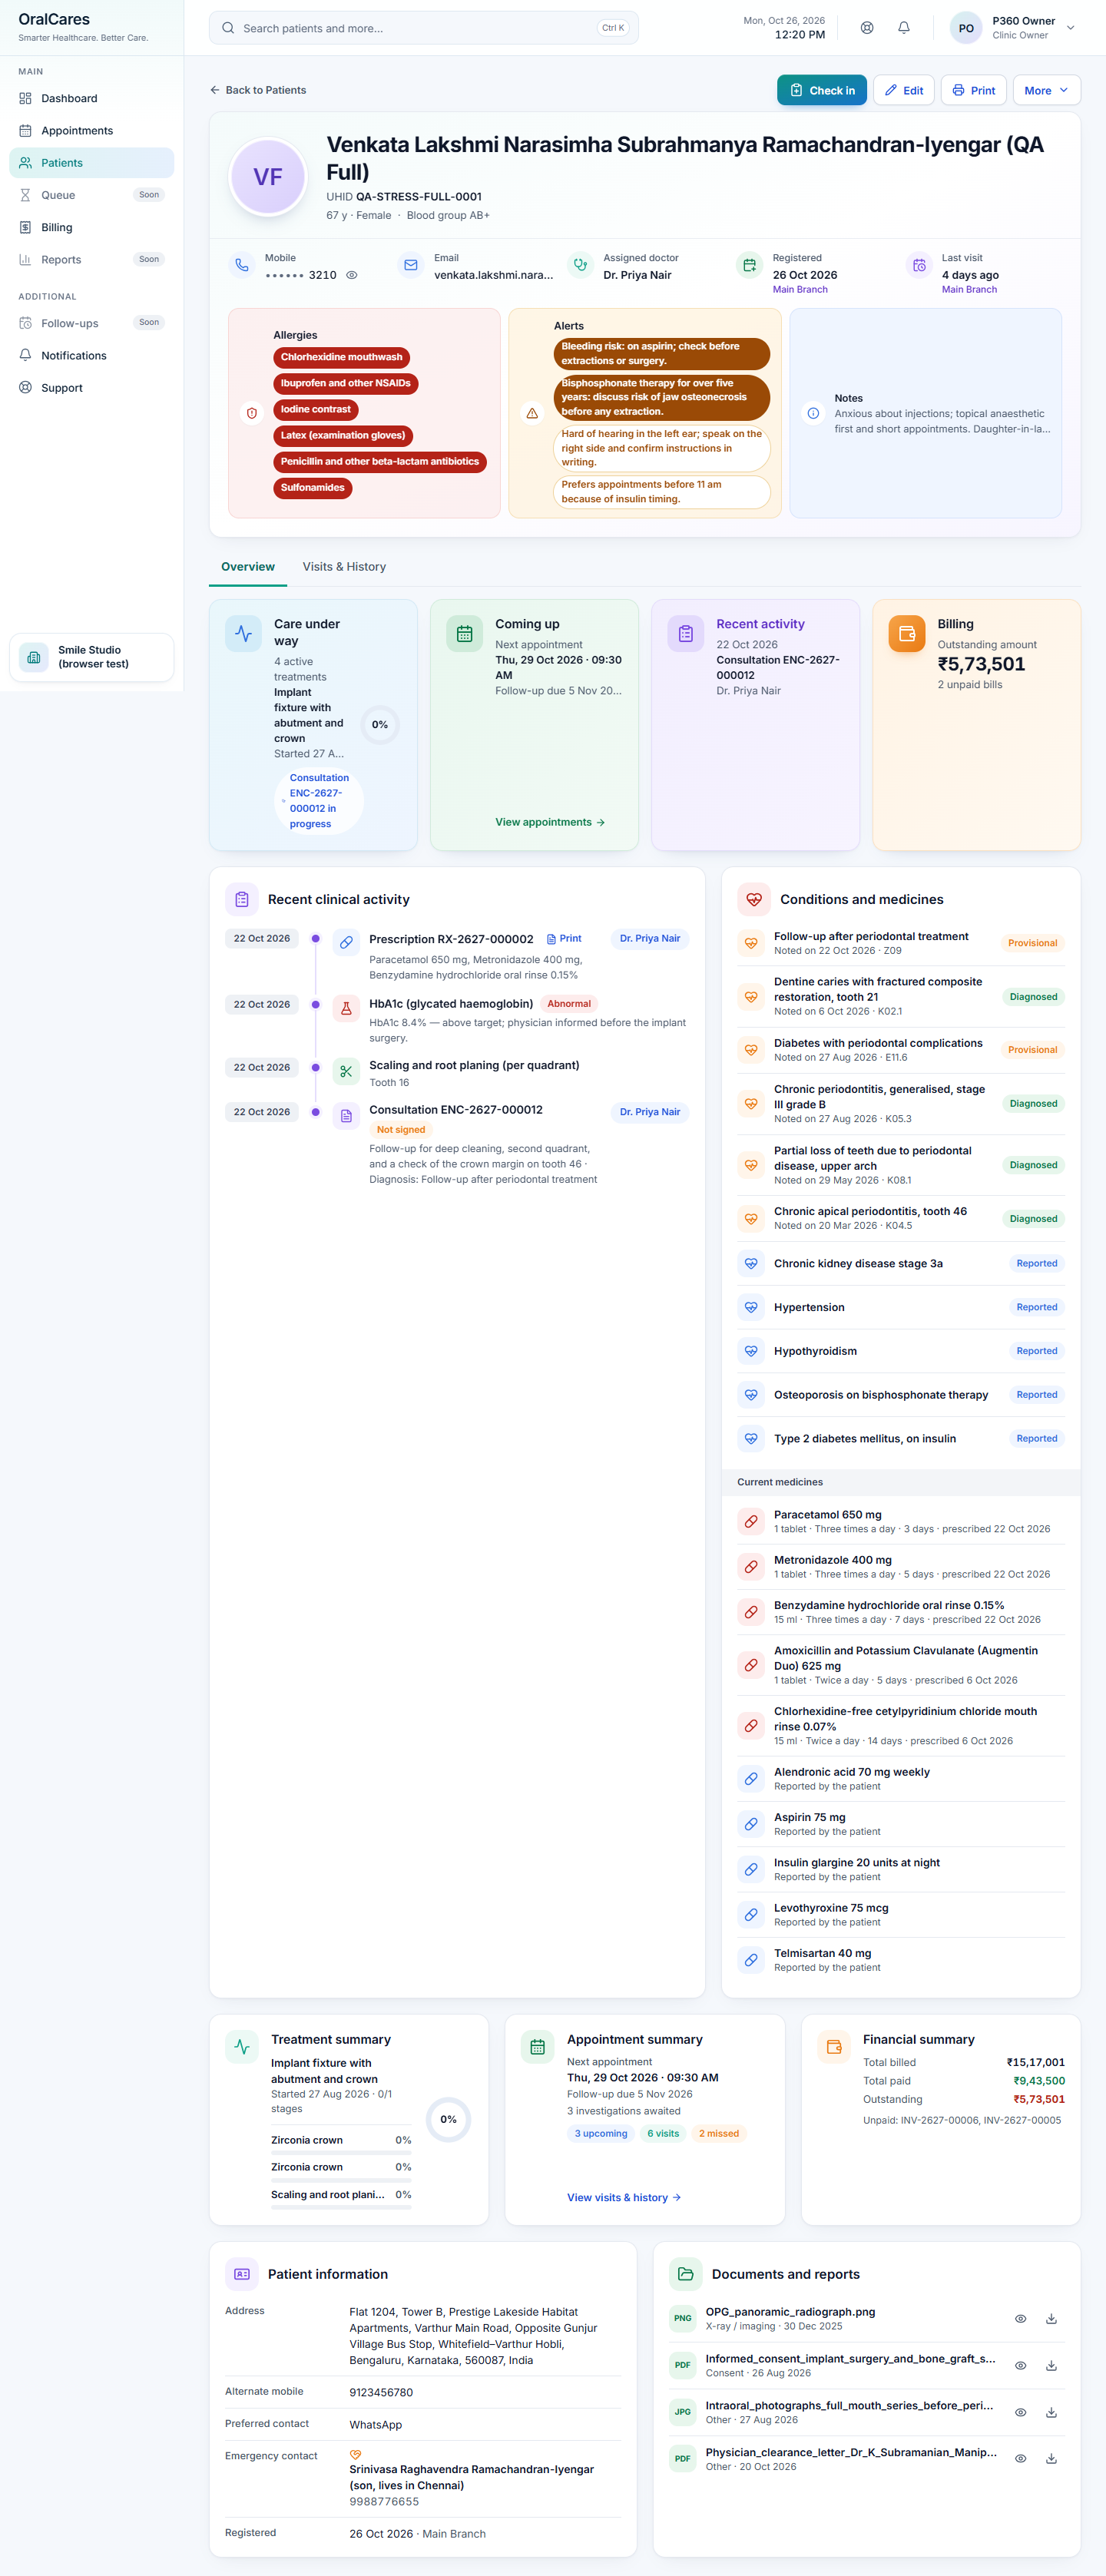 OralCares
Smarter Healthcare. Better Care.
Search patients and more...
Ctrl K
Mon, Oct 26, 2026
12:20 PM
PO
P360 Owner
Clinic Owner
MAIN
Dashboard
Appointments
Patients
Queue
Soon
Billing
Reports
Soon
ADDITIONAL
Follow-ups
Soon
Notifications
Support
Smile Studio
(browser test)
Back to Patients
Check in
Edit
Print
More
VF
Venkata Lakshmi Narasimha Subrahmanya Ramachandran-Iyengar (QA
Full)
UHID QA-STRESS-FULL-0001
67 y · Female · Blood group AB+
Mobile
•••••• 3210
Email
venkata.lakshmi.nara...
Assigned doctor
Dr. Priya Nair
Registered
26 Oct 2026
Main Branch
Last visit
4 days ago
Main Branch
Allergies
Chlorhexidine mouthwash
Ibuprofen and other NSAIDs
Iodine contrast
Latex (examination gloves)
Penicillin and other beta-lactam antibiotics
Sulfonamides
Alerts
Bleeding risk: on aspirin; check before
extractions or surgery.
Bisphosphonate therapy for over five
years: discuss risk of jaw osteonecrosis
before any extraction.
Hard of hearing in the left ear; speak on the
right side and confirm instructions in
writing.
Prefers appointments before 11 am
because of insulin timing.
Notes
Anxious about injections; topical anaesthetic
first and short appointments. Daughter-in-la...
Overview
Visits & History
Care under
way
4 active
treatments
Implant
fixture with
abutment and
crown
Started 27 A...
0%
Consultation
ENC-2627-
000012 in
progress
Coming up
Next appointment
Thu, 29 Oct 2026 · 09:30
AM
Follow-up due 5 Nov 20...
View appointments →
Recent activity
22 Oct 2026
Consultation ENC-2627-
000012
Dr. Priya Nair
Billing
Outstanding amount
₹5,73,501
2 unpaid bills
Recent clinical activity
22 Oct 2026
Prescription RX-2627-000002
Print
Dr. Priya Nair
Paracetamol 650 mg, Metronidazole 400 mg,
Benzydamine hydrochloride oral rinse 0.15%
22 Oct 2026
HbA1c (glycated haemoglobin)
Abnormal
HbA1c 8.4% — above target; physician informed before the implant
surgery.
22 Oct 2026
Scaling and root planing (per quadrant)
Tooth 16
22 Oct 2026
Consultation ENC-2627-000012
Dr. Priya Nair
Not signed
Follow-up for deep cleaning, second quadrant,
and a check of the crown margin on tooth 46 ·
Diagnosis: Follow-up after periodontal treatment
Conditions and medicines
Follow-up after periodontal treatment
Noted on 22 Oct 2026 · Z09
Provisional
Dentine caries with fractured composite
restoration, tooth 21
Noted on 6 Oct 2026 · K02.1
Diagnosed
Diabetes with periodontal complications
Noted on 27 Aug 2026 · E11.6
Provisional
Chronic periodontitis, generalised, stage
III grade B
Noted on 27 Aug 2026 · K05.3
Diagnosed
Partial loss of teeth due to periodontal
disease, upper arch
Noted on 29 May 2026 · K08.1
Diagnosed
Chronic apical periodontitis, tooth 46
Noted on 20 Mar 2026 · K04.5
Diagnosed
Chronic kidney disease stage 3a
Reported
Hypertension
Reported
Hypothyroidism
Reported
Osteoporosis on bisphosphonate therapy
Reported
Type 2 diabetes mellitus, on insulin
Reported
Current medicines
Paracetamol 650 mg
1 tablet · Three times a day · 3 days · prescribed 22 Oct 2026
Metronidazole 400 mg
1 tablet · Three times a day · 5 days · prescribed 22 Oct 2026
Benzydamine hydrochloride oral rinse 0.15%
15 ml · Three times a day · 7 days · prescribed 22 Oct 2026
Amoxicillin and Potassium Clavulanate (Augmentin
Duo) 625 mg
1 tablet · Twice a day · 5 days · prescribed 6 Oct 2026
Chlorhexidine-free cetylpyridinium chloride mouth
rinse 0.07%
15 ml · Twice a day · 14 days · prescribed 6 Oct 2026
Alendronic acid 70 mg weekly
Reported by the patient
Aspirin 75 mg
Reported by the patient
Insulin glargine 20 units at night
Reported by the patient
Levothyroxine 75 mcg
Reported by the patient
Telmisartan 40 mg
Reported by the patient
Treatment summary
Implant fixture with
abutment and crown
Started 27 Aug 2026 · 0/1
stages
0%
Zirconia crown 0%
Zirconia crown 0%
Scaling and root plani... 0%
Appointment summary
Next appointment
Thu, 29 Oct 2026 · 09:30 AM
Follow-up due 5 Nov 2026
3 investigations awaited
3 upcoming
6 visits
2 missed
View visits & history →
Financial summary
Total billed ₹15,17,001
Total paid ₹9,43,500
Outstanding ₹5,73,501
Unpaid: INV-2627-00006, INV-2627-00005
Patient information
Address
Flat 1204, Tower B, Prestige Lakeside Habitat
Apartments, Varthur Main Road, Opposite Gunjur
Village Bus Stop, Whitefield–Varthur Hobli,
Bengaluru, Karnataka, 560087, India
Alternate mobile
9123456780
Preferred contact
WhatsApp
Emergency contact
Srinivasa Raghavendra Ramachandran-Iyengar
(son, lives in Chennai)
9988776655
Registered
26 Oct 2026 · Main Branch
Documents and reports
PNG
OPG_panoramic_radiograph.png
X-ray / imaging · 30 Dec 2025
PDF
Informed_consent_implant_surgery_and_bone_graft_s...
Consent · 26 Aug 2026
JPG
Intraoral_photographs_full_mouth_series_before_peri...
Other · 27 Aug 2026
PDF
Physician_clearance_letter_Dr_K_Subramanian_Manip...
Other · 20 Oct 2026